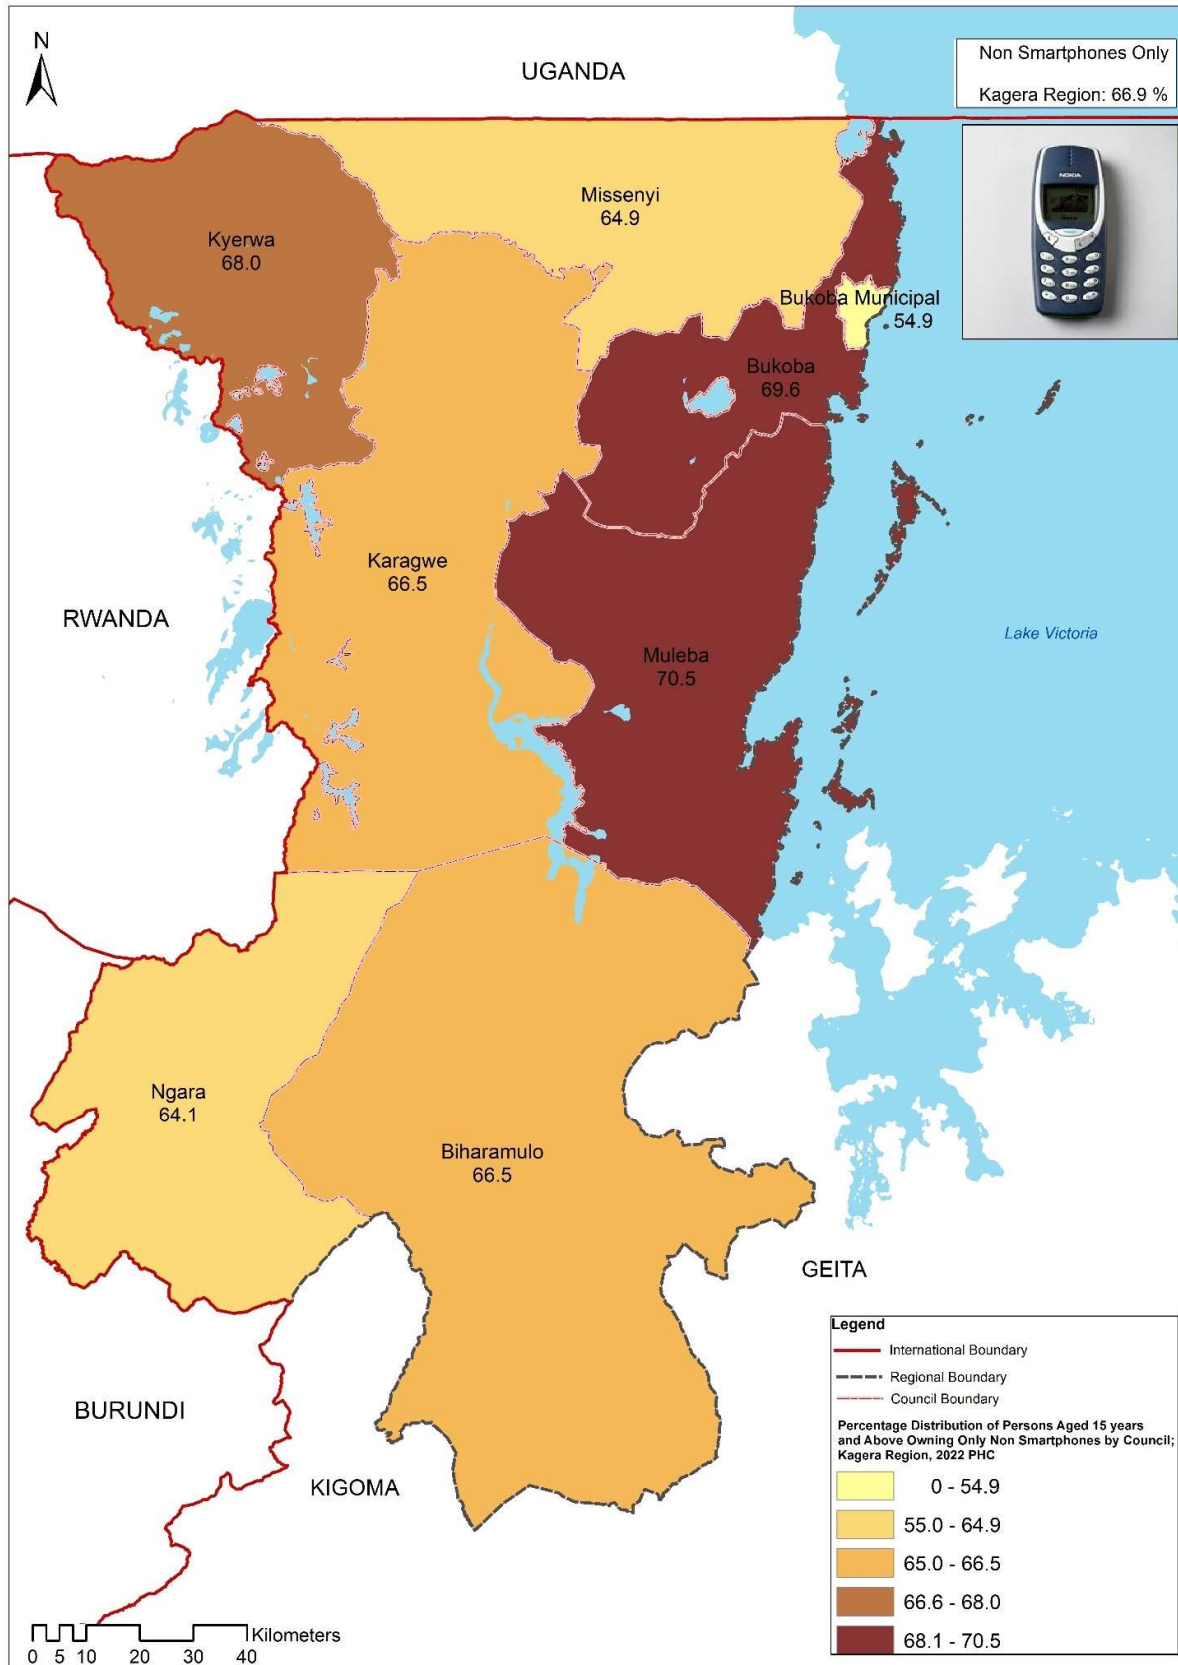 N
UGANDA
Non Smartphones Only
Kagera Region: 66.9 %
NOKIA
Missenyi
64.9
Kyerwa
68.0
Bukoba Municipal
54.9
Bukoba
69.6
Karagwe
66.5
RWANDA
Lake Victoria
Muleba
70.5
Ngara
64.1
Biharamulo
66.5
GEITA
BURUNDI
KIGOMA
Legend
International Boundary
Regional Boundary
Council Boundary
Percentage Distribution of Persons Aged 15 years
and Above Owning Only Non Smartphones by Council;
Kagera Region, 2022 PHC
0 - 54.9
55.0 - 64.9
65.0 - 66.5
66.6 - 68.0
68.1 - 70.5
Kilometers
0 5 10 20 30 40